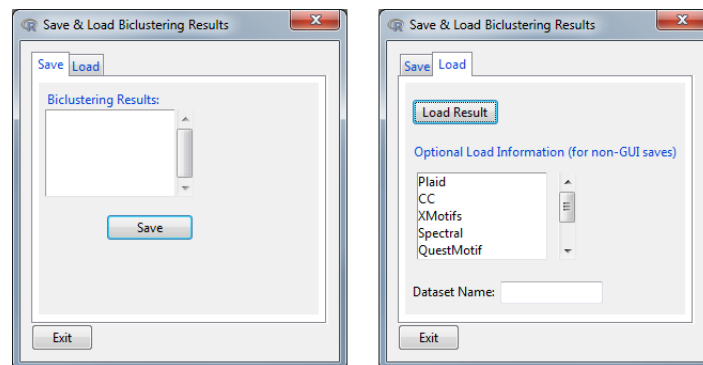 Save & Load Biclustering Results
Save Load
Biclustering Results:
Save
Exit
Save & Load Biclustering Results
Save Load
Load Result
Optional Load Information (for non-GUI saves)
Plaid
CC
XMotifs
Spectral
QuestMotif
Dataset Name:
Exit